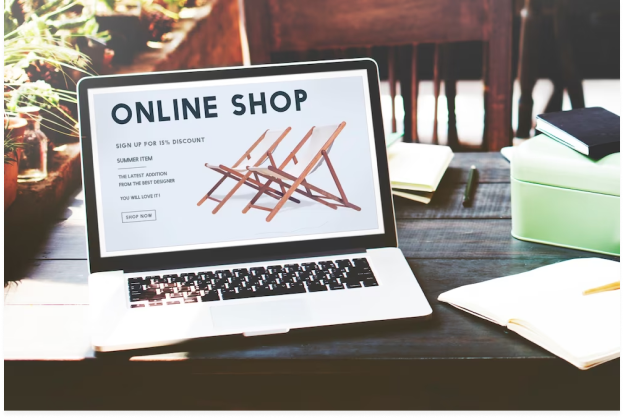 ONLINE SHOP
SIGN UP FOR 15% DISCOUNT
SUMMER ITEM
THE LATEST ADDITION
FROM THE BEST DESIGNER
YOU WILL LOVE IT!
SHOP NOW